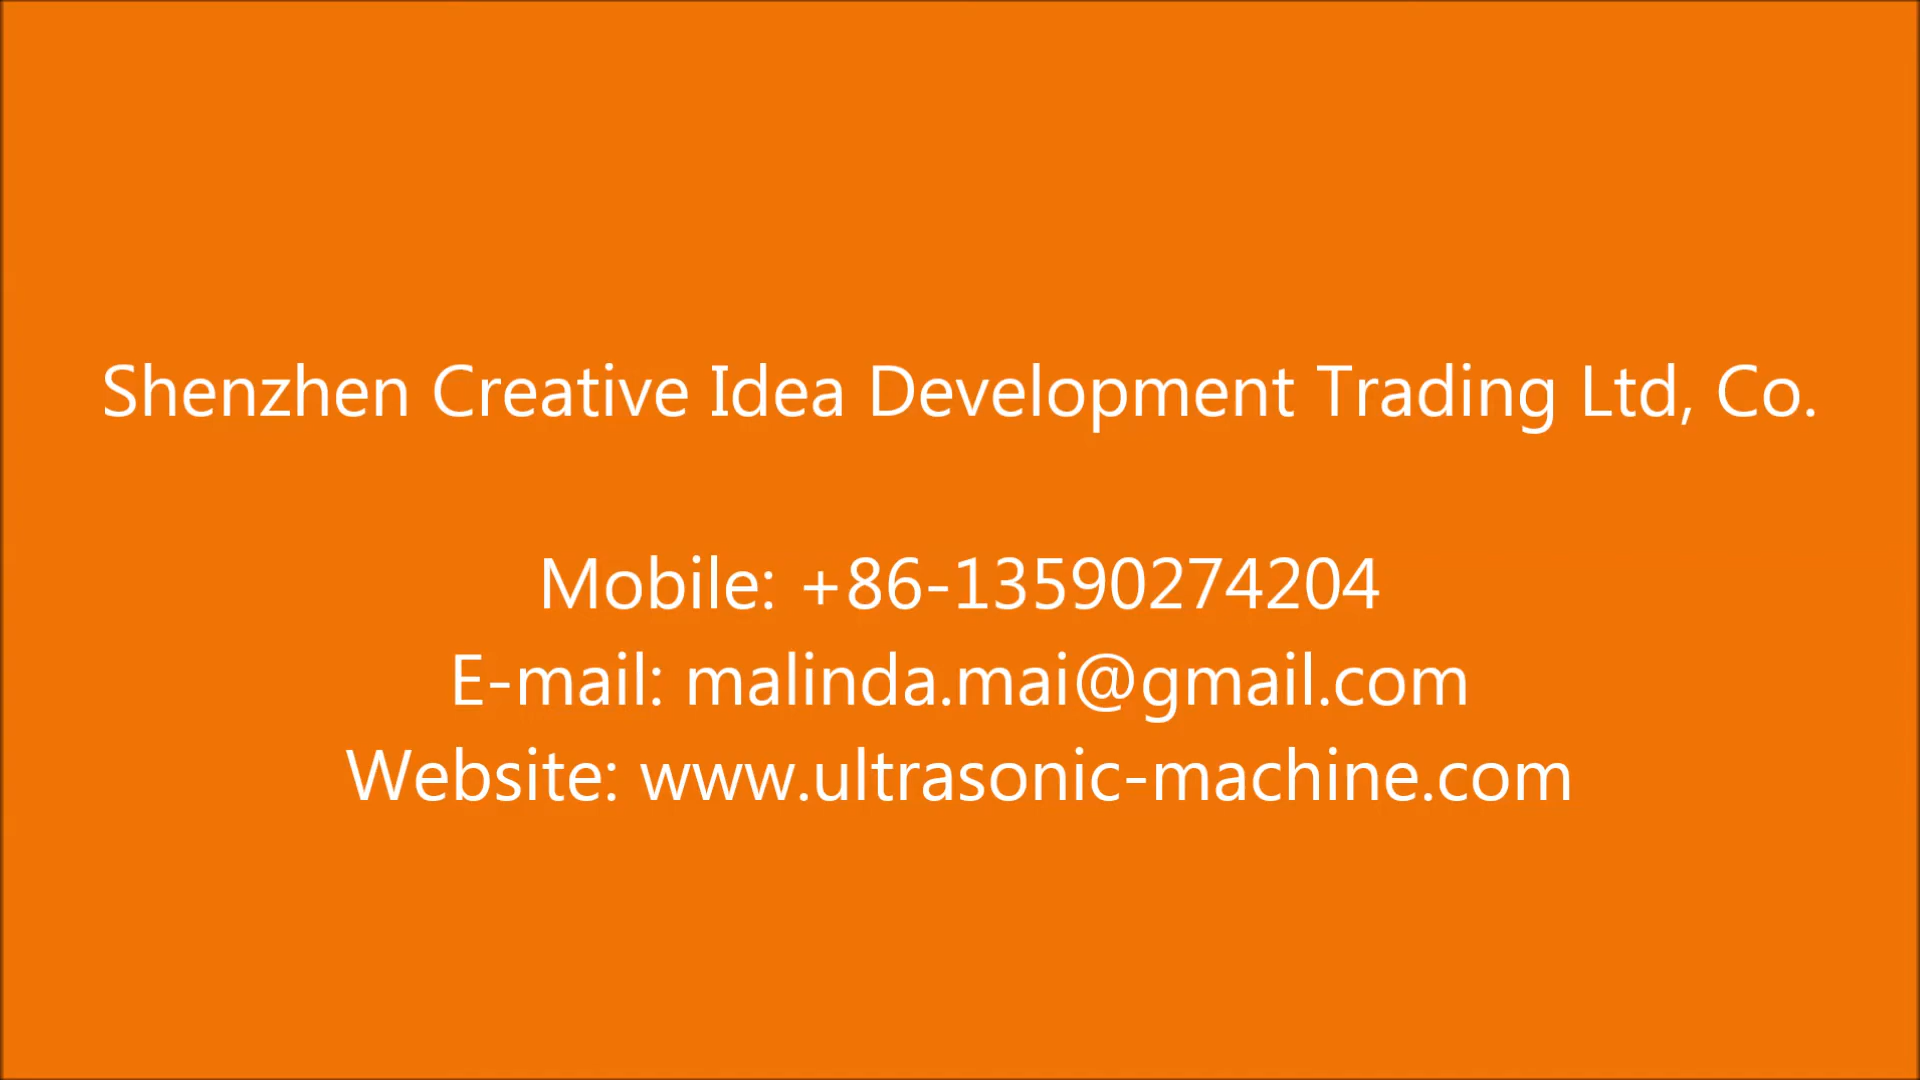 Shenzhen Creative Idea Development Trading Ltd, Co.
Mobile: +86-13590274204
E-mail: malinda.mai@gmail.com
Website: www.ultrasonic-machine.com